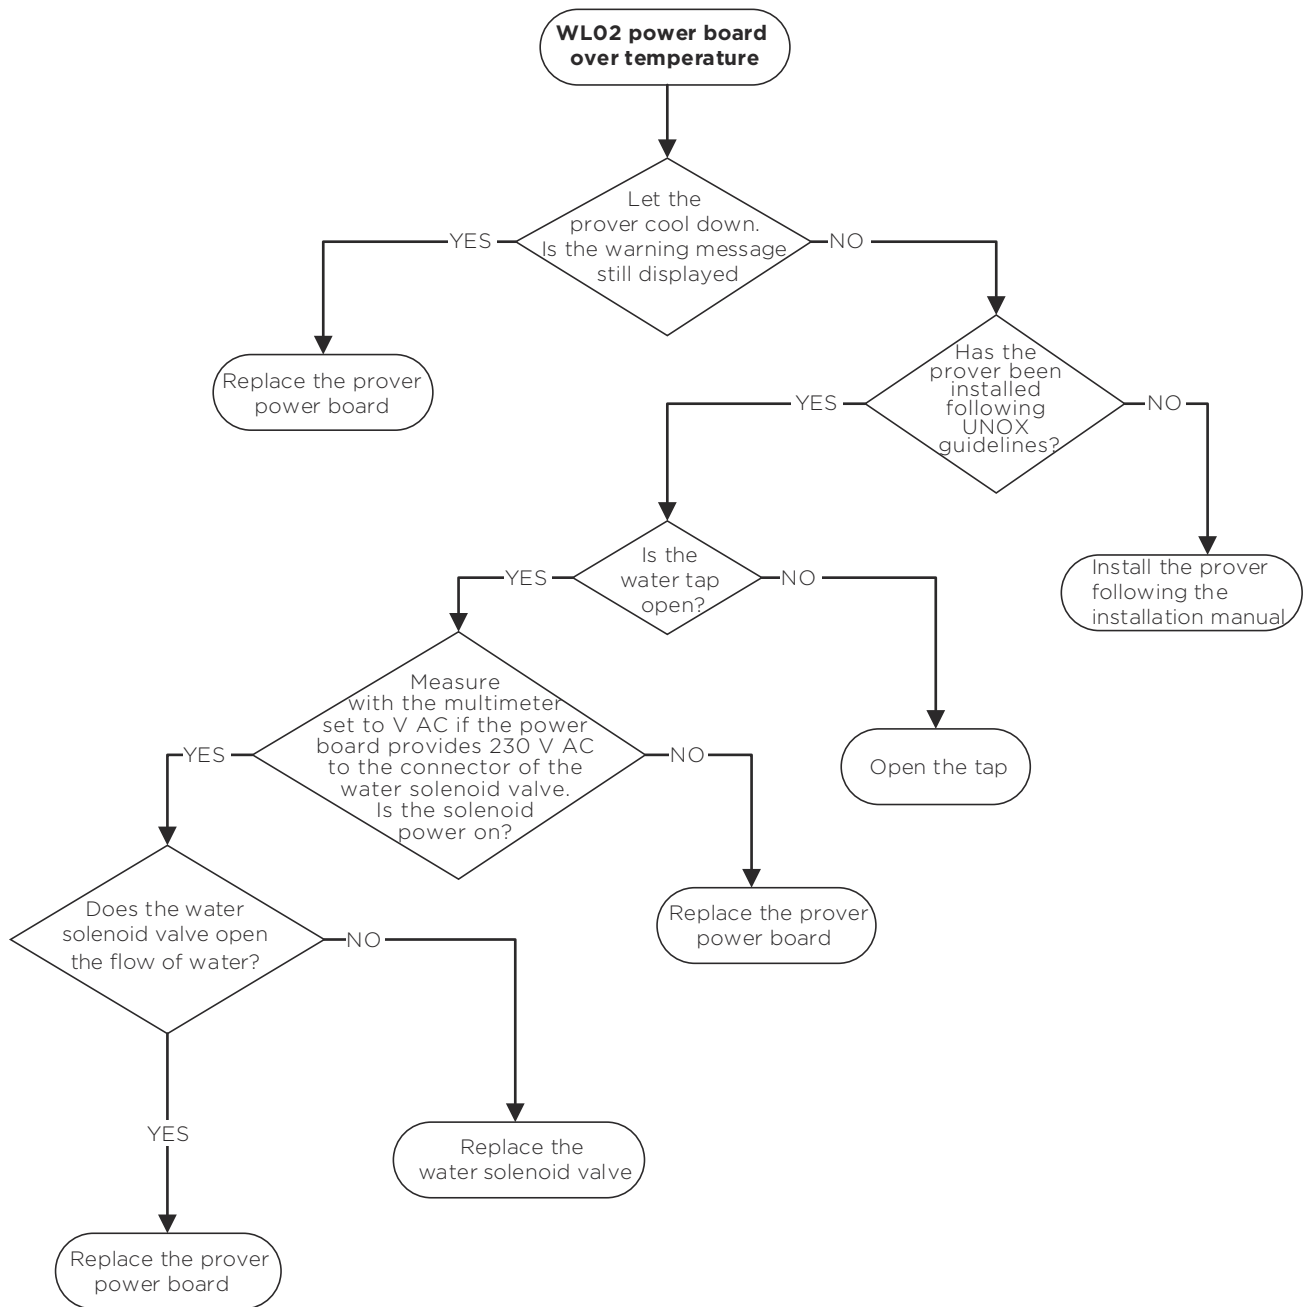 WL02 power board
over temperature
Let the
prover cool down.
Is the warning message
still displayed
YES
NO
Replace the prover
power board
Has the
prover been
installed
following
UNOX
guidelines?
YES
NO
Install the prover
following the
installation manual
Is the
water tap
open?
YES
NO
Open the tap
Measure
with the multimeter
set to V AC if the power
board provides 230 V AC
to the connector of the
water solenoid valve.
Is the solenoid
power on?
YES
NO
Replace the prover
power board
Does the water
solenoid valve open
the flow of water?
NO
YES
Replace the
water solenoid valve
Replace the prover
power board